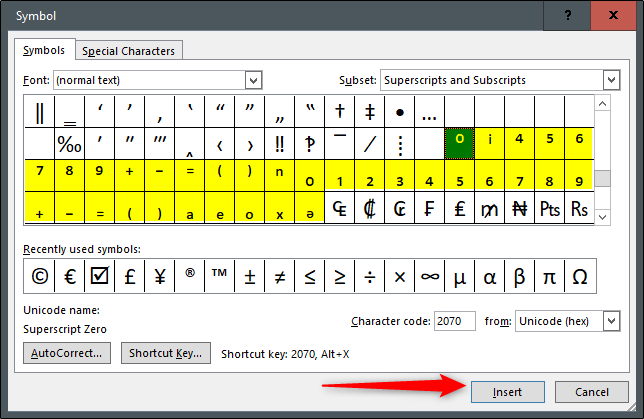 Symbol ? X
Symbols Special Characters
Font: (normal text) Subset: Superscripts and Subscripts
‖ ‗ ‘ ’ ‚ ‛ “ ” „ ‟ † ‡ • …
‰ ′ ″ ‴ ‸ ‹ › ‼ ‽ ‾ ⁄ ⁞ ⁰ ⁱ ⁴ ⁵ ⁶
⁷ ⁸ ⁹ ⁺ ⁻ ⁼ ⁽ ⁾ ⁿ ₀ ₁ ₂ ₃ ₄ ₅ ₆ ₇ ₈ ₉
₊ ₋ ₌ ₍ ₎ ₐ ₑ ₒ ₓ ₔ ₠ ₡ ₢ ₣ ₤ ₥ ₦ ₧ ₨
Recently used symbols:
© € ☑ £ ¥ ® ™ ± ≠ ≤ ≥ ÷ × ∞ µ α β π Ω
Unicode name:
Superscript Zero
Character code: 2070 from: Unicode (hex)
AutoCorrect... Shortcut Key... Shortcut key: 2070, Alt+X
Insert Cancel